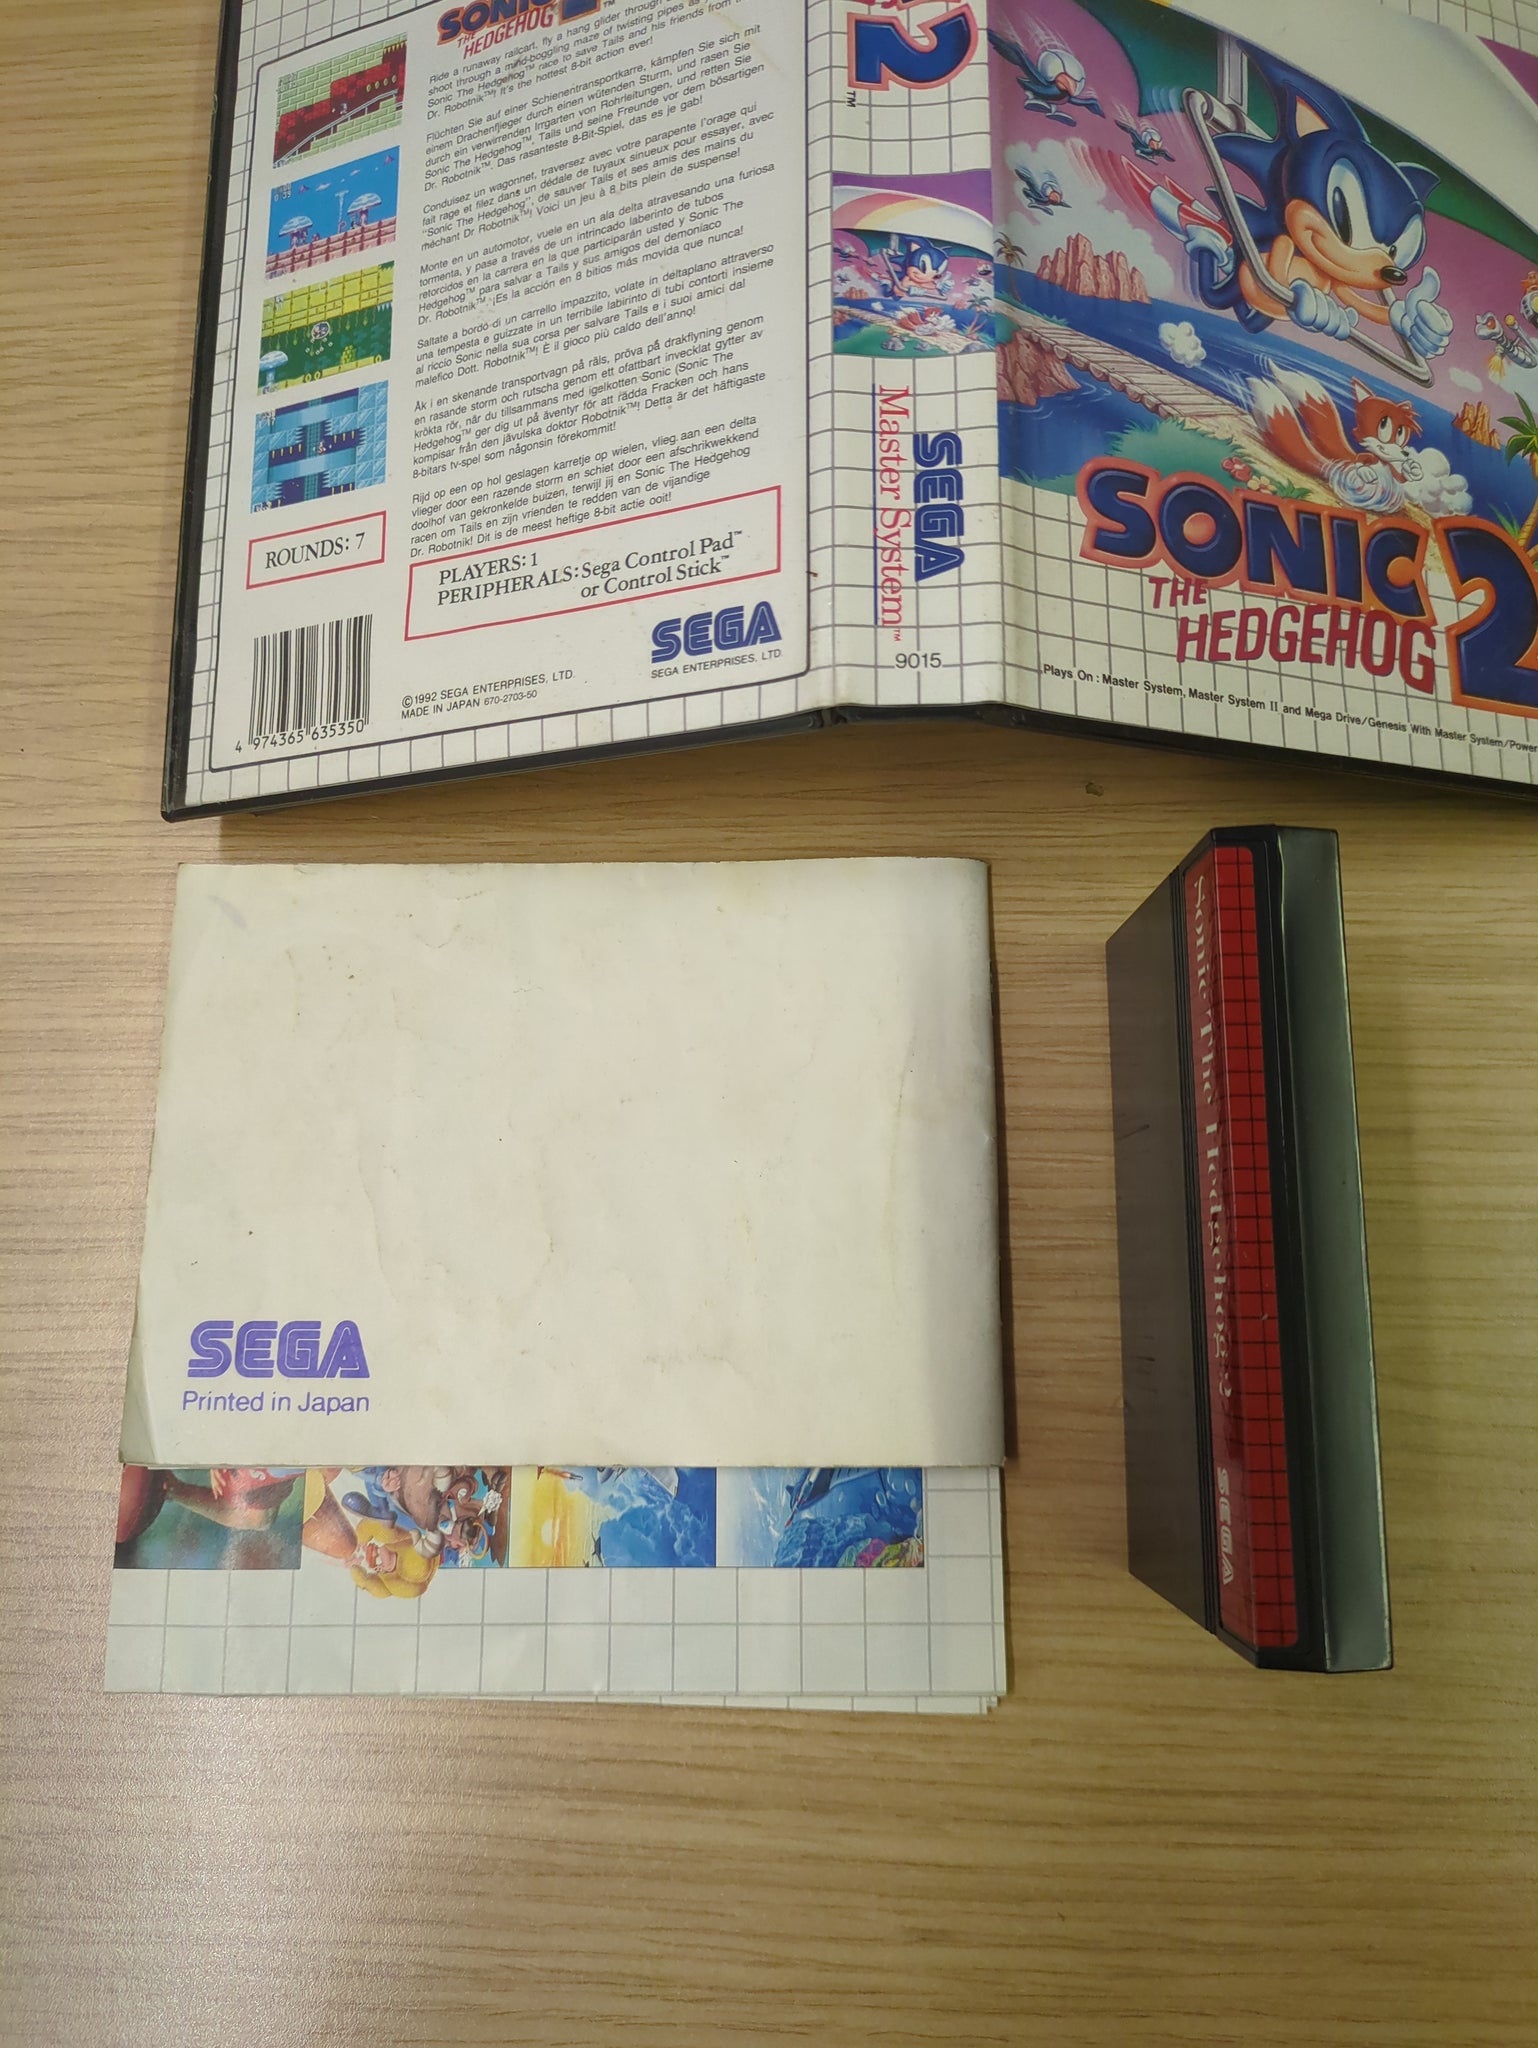 SONIC 2
THE
HEDGEHOG ™
Ride a runaway railcart, fly a hang glider through
shoot through a mind-boggling maze of twisting pipes as
Sonic The Hedgehog™ race to save Tails and his friends from
Dr. Robotnik™! It's the hottest 8-bit action ever!
Flüchten Sie auf einer Schienentransportkarre, kämpfen Sie sich mit
einem Drachenflieger durch einen wütenden Sturm, und rasen Sie
durch ein verwirrenden Irrgarten von Rohrleitungen, und retten Sie
Sonic The Hedgehog™, Tails und seine Freunde vor dem bösartigen
Dr. Robotnik™. Das rasanteste 8-Bit-Spiel, das es je gab!
Conduisez un wagonnet, traversez avec votre parapente l'orage qui
fait rage et filez dans un dédale de tuyaux sinueux pour essayer, avec
"Sonic The Hedgehog", de sauver Tails et ses amis des mains du
méchant Dr Robotnik™! Voici un jeu à 8 bits plein de suspense!
Monte en un automotor, vuele en un ala delta atravesando una furiosa
tormenta, y pase a través de un intrincado laberinto de tubos
retorcidos en la carrera en la que participarán usted y Sonic The
Hedgehog™ para salvar a Tails y sus amigos del demoníaco
Dr. Robotnik™. ¡Es la acción en 8 bitios más movida que nunca!
Saltate a bordo di un carrello impazzito, volate in deltaplano attraverso
una tempesta e guizzate in un terribile labirinto di tubi contorti insieme
al riccio Sonic nella sua corsa per salvare Tails e i suoi amici dal
malefico Dott. Robotnik™! È il gioco più caldo dell'anno!
Åk i en skenande transportvagn på räls, pröva på drakflyning genom
en rasande storm och rutscha genom ett ofattbart invecklat gytter av
krökta rör, när du tillsammans med igelkotten Sonic (Sonic The
Hedgehog™ ger dig ut på äventyr för att rädda Fracken och hans
kompisar från den jävulska doktor Robotnik™! Detta är det häftigaste
8-bitars tv-spel som någonsin förekommit!
Rijd op een op hol geslagen karretje op wielen, vlieg aan een delta
vlieger door een razende storm en schiet door een afschrikwekkend
doolhof van gekronkelde buizen, terwijl jij en Sonic The Hedgehog
racen om Tails en zijn vrienden te redden van de vijandige
Dr. Robotnik! Dit is de meest heftige 8-bit actie ooit!
ROUNDS: 7
PLAYERS: 1
PERIPHERALS: Sega Control Pad™
or Control Stick™
SEGA
SEGA ENTERPRISES, LTD.
©1992 SEGA ENTERPRISES, LTD.
MADE IN JAPAN 670-2703-50
4 974365 635350
2 ™
SEGA
Master System™
9015
SONIC 2
THE
HEDGEHOG
Plays On : Master System, Master System II and Mega Drive/Genesis With Master System/Power
SEGA
Printed in Japan
Sonic The Hedgehog 2
SEGA